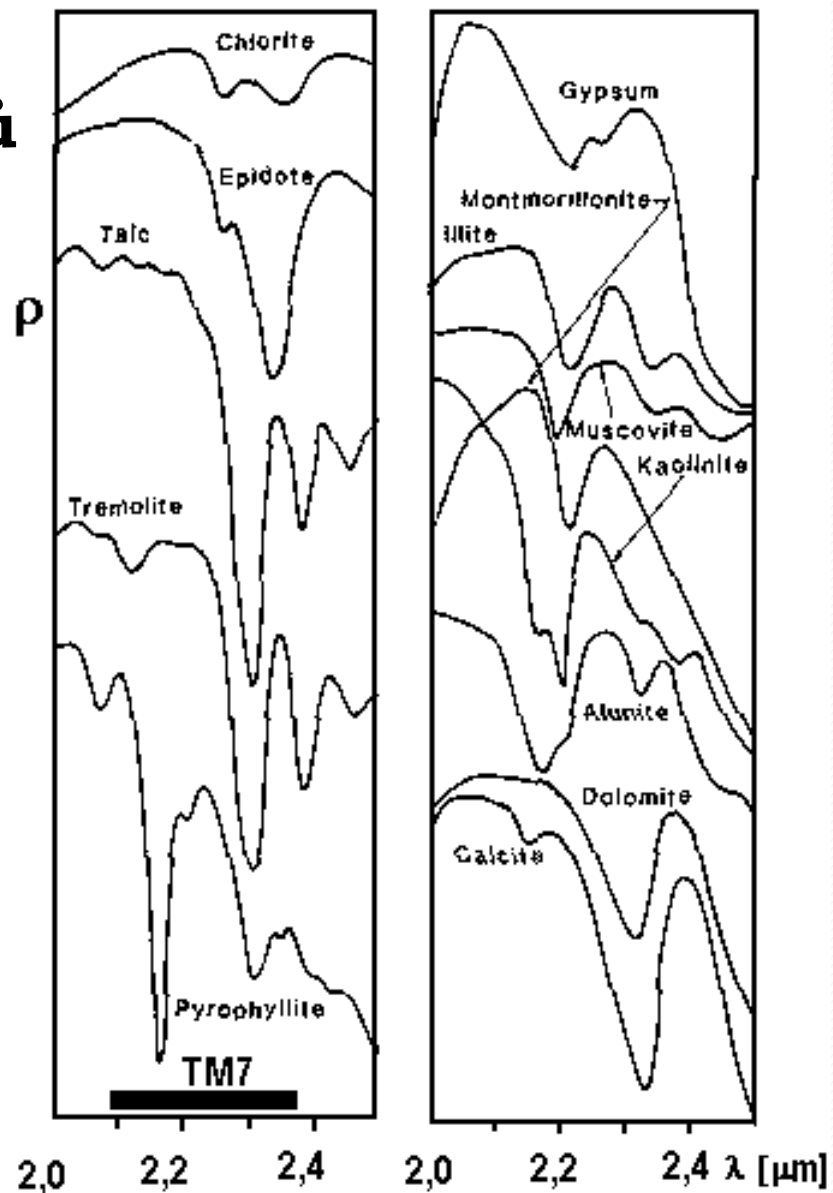 Chlorite
ů
Epidote
Talc
ρ
Tremolite
Pyrophyllite
TM7
2,0 2,2 2,4
Gypsum
Montmorillonite
Illite
Muscovite
Kaolinite
Alunite
Dolomite
Calcite
2,0 2,2 2,4 λ [μm]